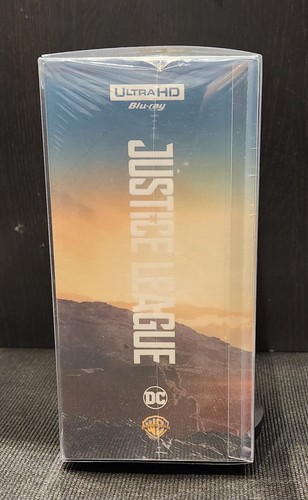 ULTRA HD
Blu-ray
JUSTICE LEAGUE
DC